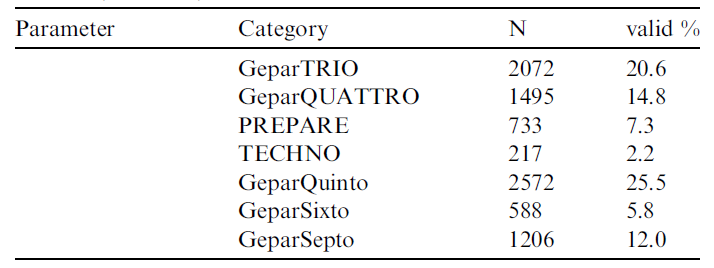 Parameter Category N valid %
GeparTRIO 2072 20.6
GeparQUATTRO 1495 14.8
PREPARE 733 7.3
TECHNO 217 2.2
GeparQuinto 2572 25.5
GeparSixto 588 5.8
GeparSepto 1206 12.0